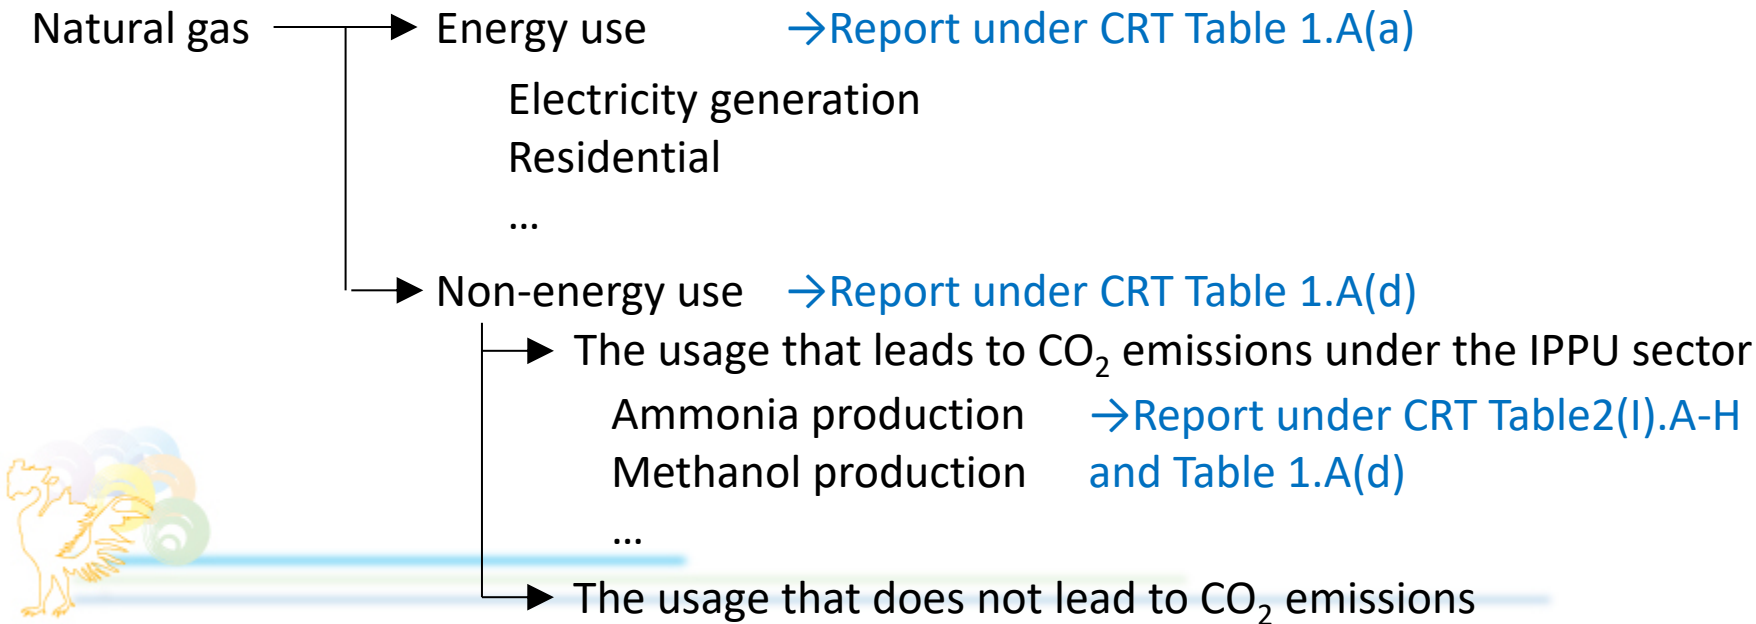 Natural gas Energy use →Report under CRT Table 1.A(a)
Electricity generation
Residential
...
Non-energy use →Report under CRT Table 1.A(d)
The usage that leads to CO₂ emissions under the IPPU sector
Ammonia production →Report under CRT Table2(I).A-H
Methanol production and Table 1.A(d)
...
The usage that does not lead to CO₂ emissions